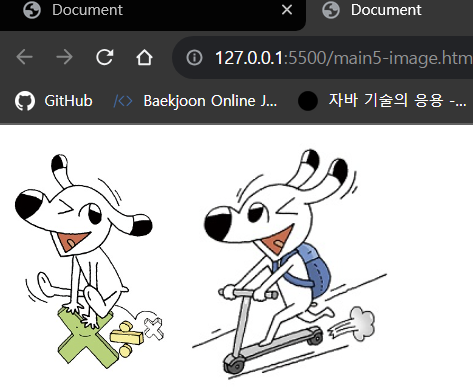 Document
Document
127.0.0.1:5500/main5-image.htm
GitHub
Baekjoon Online J...
자바 기술의 응용 -...